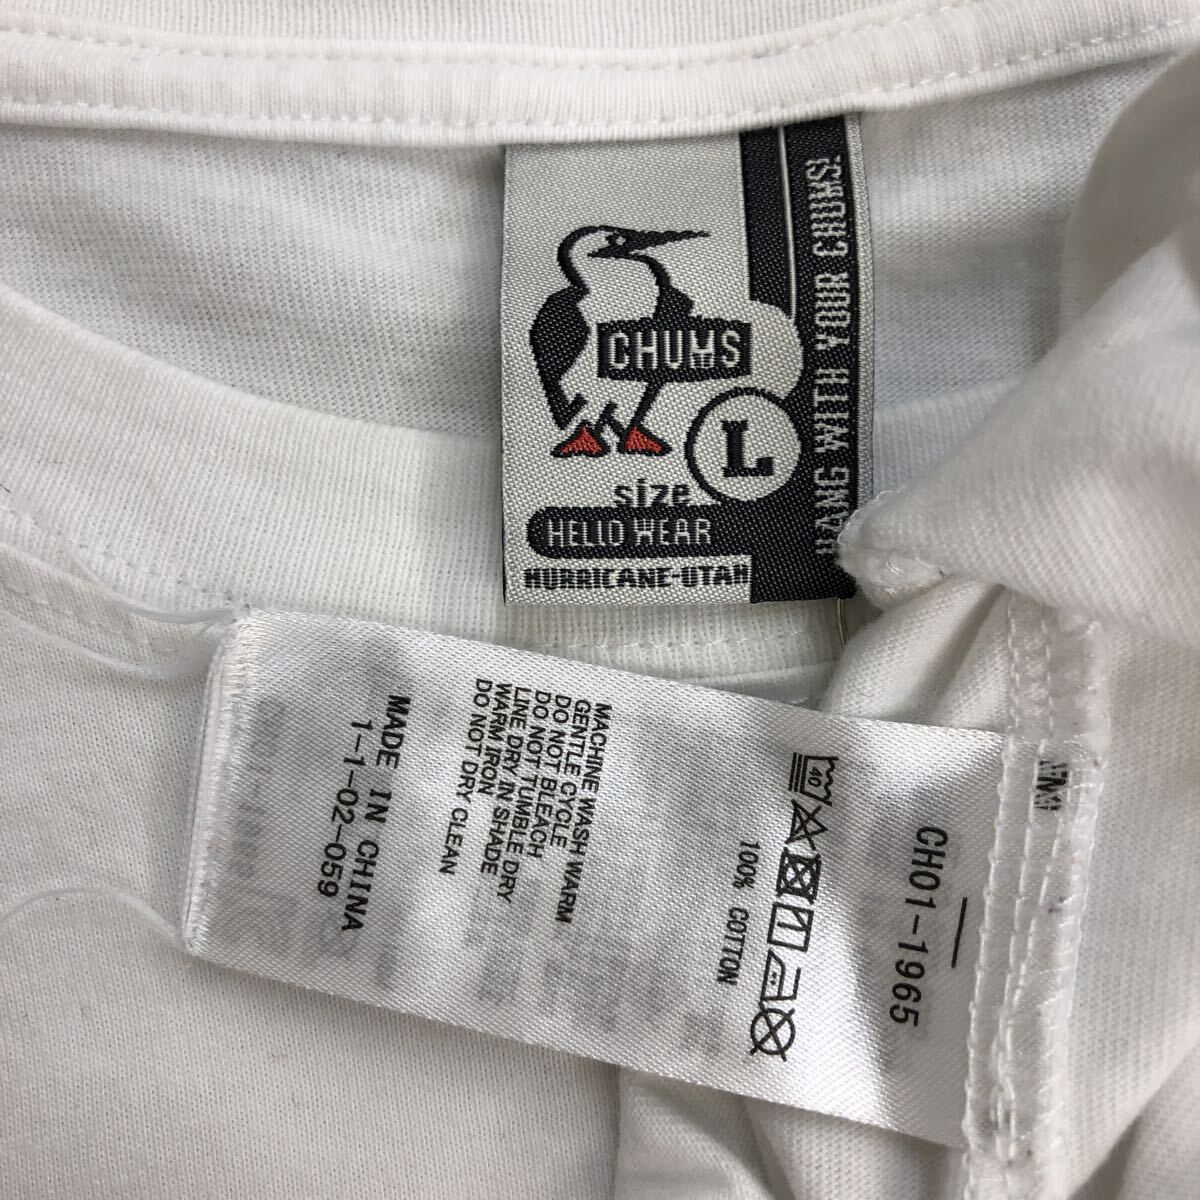 CHUMS
L
size
HELLO WEAR
HURRICANE-UTAH
HANG WITH YOUR CHUMS!
CH01-1965
40
100% COTTON
MACHINE WASH WARM
GENTLE CYCLE
DO NOT BLEACH
DO NOT TUMBLE DRY
LINE DRY IN SHADE
WARM IRON
DO NOT DRY CLEAN
MADE IN CHINA
1-1-02-059